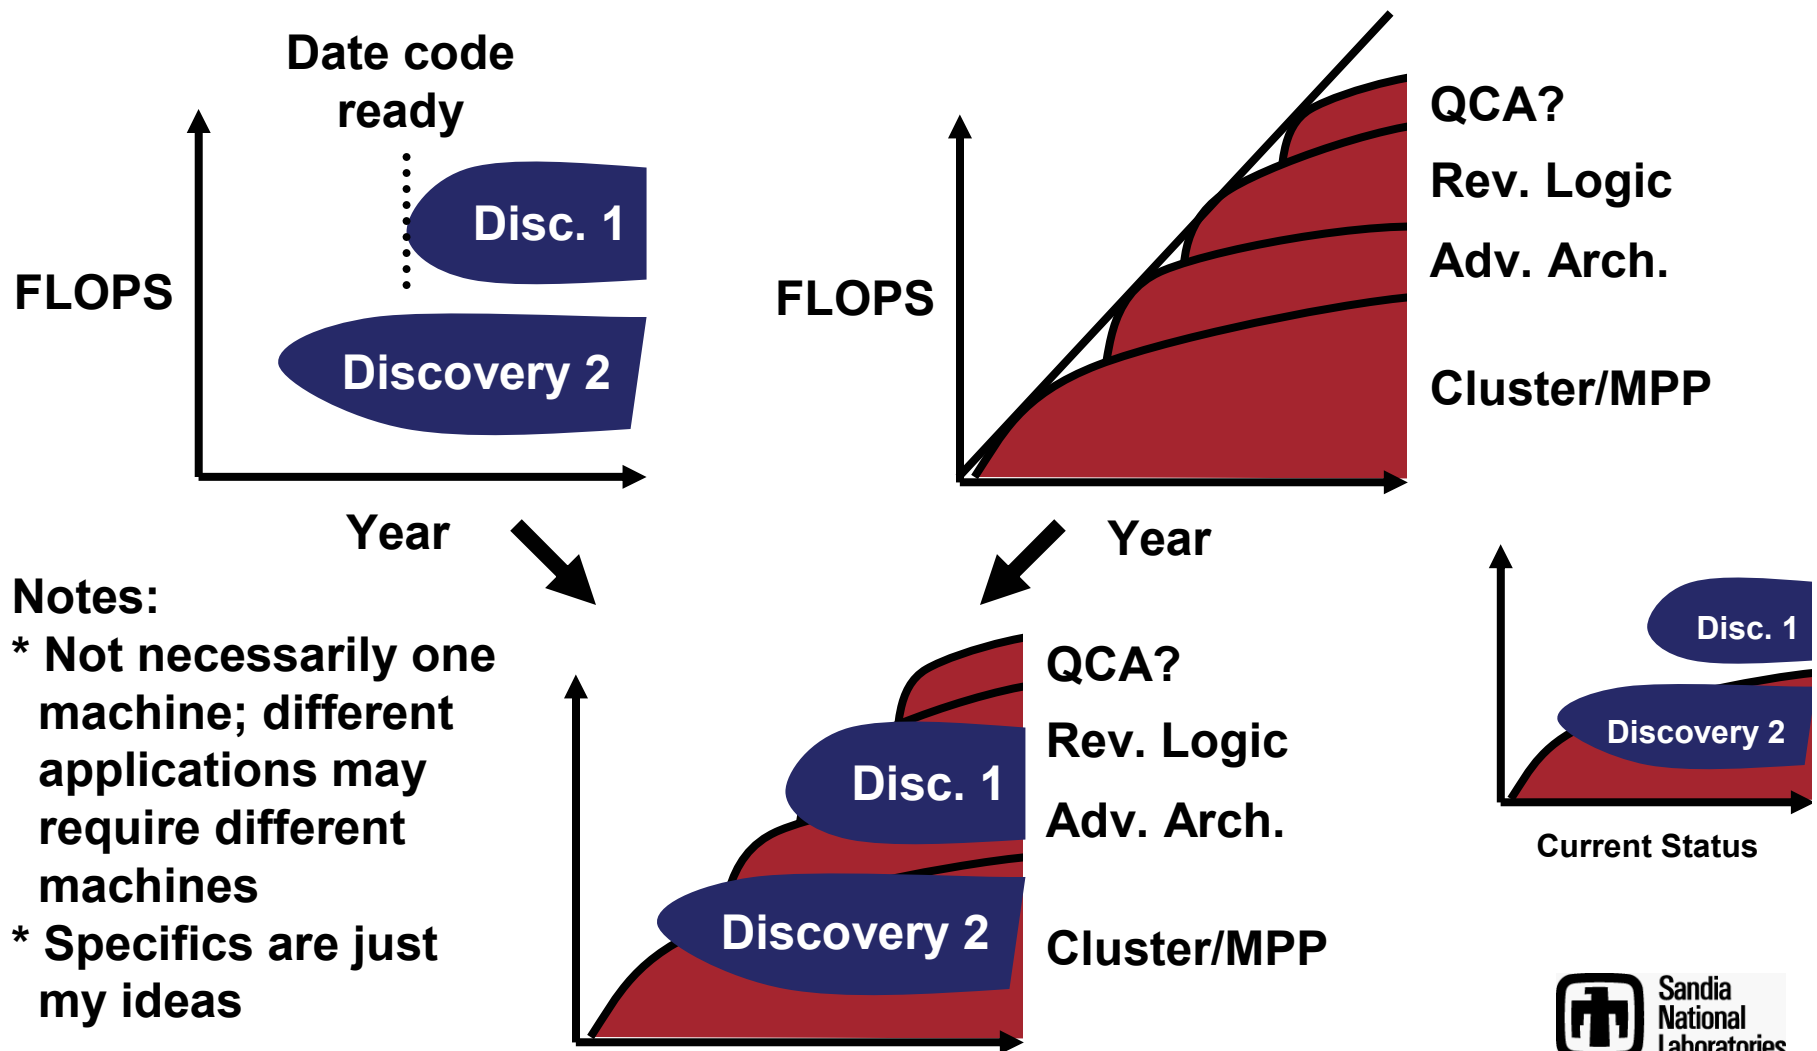 Date code
ready
FLOPS
Disc. 1
Discovery 2
Year
FLOPS
QCA?
Rev. Logic
Adv. Arch.
Cluster/MPP
Year
Notes:
* Not necessarily one
machine; different
applications may
require different
machines
* Specifics are just
my ideas
QCA?
Rev. Logic
Adv. Arch.
Cluster/MPP
Disc. 1
Discovery 2
Disc. 1
Discovery 2
Current Status
Sandia
National
Laboratories